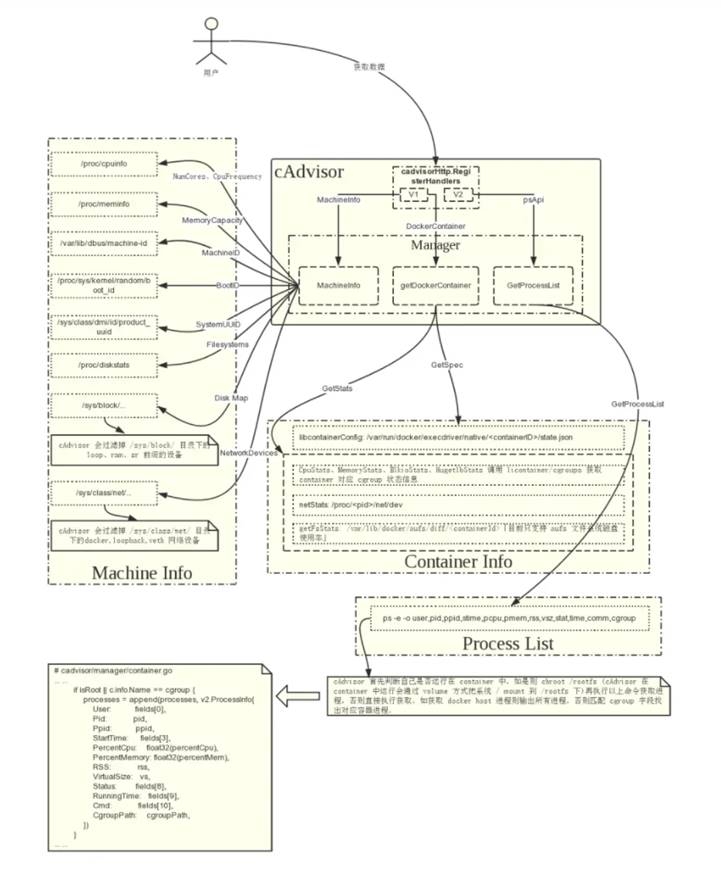 用户
获取数据
cAdvisor
cadvisorHttp.Regi
sterHandlers
V1
V2
MachineInfo
psApi
DockerContainer
Manager
MachineInfo
getDockerContainer
GetProcessList
/proc/cpuinfo
NumCores、CpuFrequency
/proc/meminfo
MemoryCapacity
/var/lib/dbus/machine-id
MachineID
/proc/sys/kernel/random/b
oot_id
BootID
/sys/class/dmi/id/product_
uuid
SystemUUID
Filesystems
/proc/diskstats
/sys/block/..
Disk Map
cAdvisor 会过滤掉 /sys/block/ 目录下的
loop、ram、sr 前缀的设备
NetworkDevices
/sys/class/net/..
cAdvisor 会过滤掉 /sys/class/net/ 目录
下的docker,loopback,veth 网络设备
Machine Info
GetStats
GetSpec
GetProcessList
libcontainerConfig: /var/run/docker/execdriver/native/<containerID>/state.json
CpuStats、MemoryStats、BlkioStats、HugetlbStats 调用 licontainer/cgroups 获取
container 对应 cgroup 状态信息
netStats: /proc/<pid>/net/dev
getFsStats: /var/lib/docker/aufs/diff/<containerId>「目前只支持 aufs 文件系统磁盘
使用率」
Container Info
ps -e -o user,pid,ppid,stime,pcpu,pmem,rss,vsz,stat,time,comm,cgroup
Process List
cAdvisor 首先判断自己是否运行在 container 中，如是则 chroot /rootfs (cAdvisor 在
container 中运行会通过 volume 方式把系统 / mount 到 /rootfs 下)再执行以上命令获取进
程，否则直接执行获取。如获取 docker host 进程则输出所有进程，否则匹配 cgroup 字段找
出对应容器进程。
# cadvisor/manager/container.go
... ...
if isRoot || c.info.Name == cgroup {
processes = append(processes, v2.ProcessInfo{
User: fields[0],
Pid: pid,
Ppid: ppid,
StartTime: fields[3],
PercentCpu: float32(percentCpu),
PercentMemory: float32(percentMem),
RSS: rss,
VirtualSize: vs,
Status: fields[8],
RunningTime: fields[9],
Cmd: fields[10],
CgroupPath: cgroupPath,
})
}
... ...